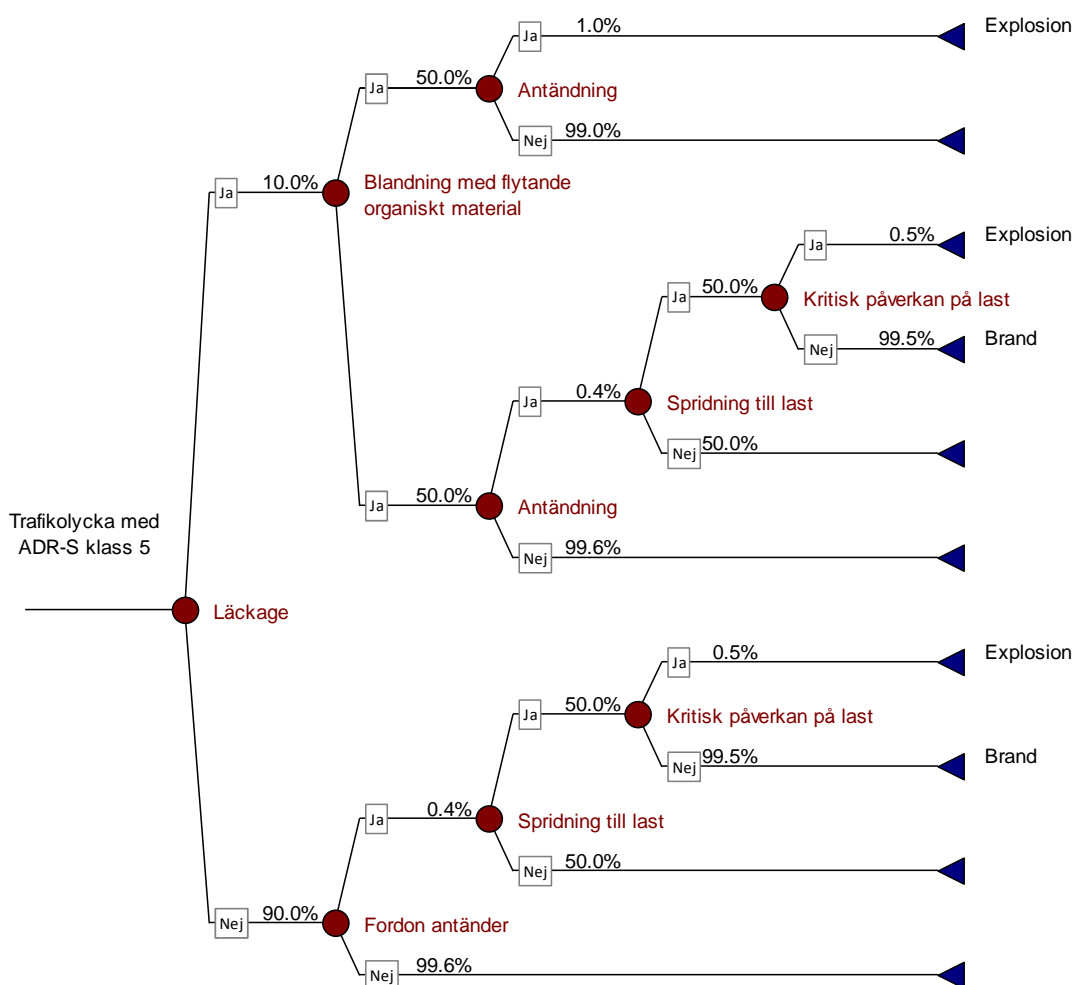 Ja
1.0%
Explosion
Ja
50.0%
Antändning
Nej
99.0%
Ja
10.0%
Blandning med flytande
organiskt material
Ja
0.5%
Explosion
Ja
50.0%
Kritisk påverkan på last
Nej
99.5%
Brand
Ja
0.4%
Spridning till last
Nej
50.0%
Ja
50.0%
Antändning
Nej
99.6%
Trafikolycka med
ADR-S klass 5
Läckage
Ja
0.5%
Explosion
Ja
50.0%
Kritisk påverkan på last
Nej
99.5%
Brand
Ja
0.4%
Spridning till last
Nej
50.0%
Nej
90.0%
Fordon antänder
Nej
99.6%